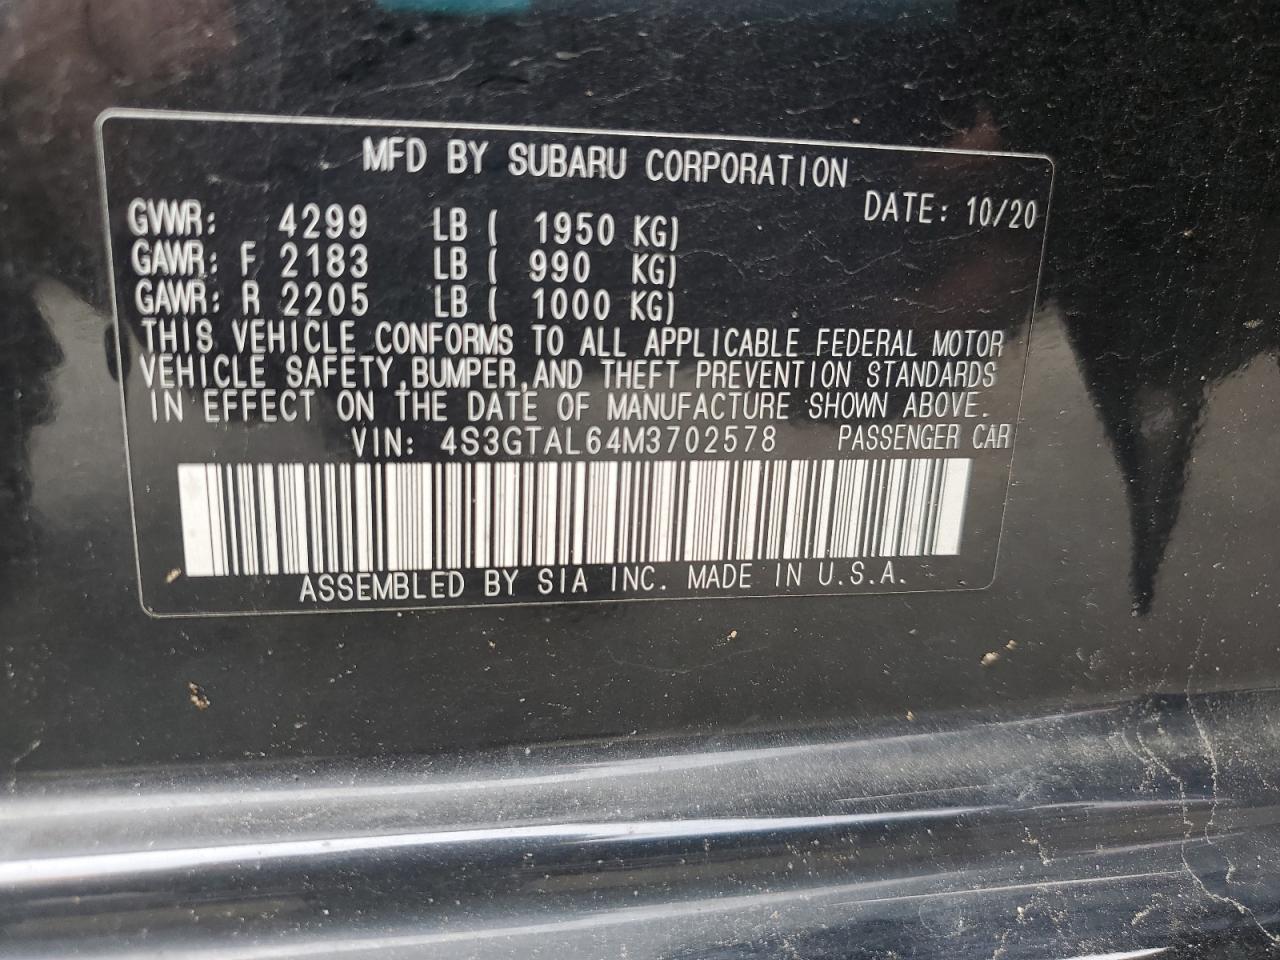 MFD BY SUBARU CORPORATION
DATE: 10/20
GVWR: 4299 LB ( 1950 KG)
GAWR: F 2183 LB ( 990 KG)
GAWR: R 2205 LB ( 1000 KG)
THIS VEHICLE CONFORMS TO ALL APPLICABLE FEDERAL MOTOR
VEHICLE SAFETY,BUMPER,AND THEFT PREVENTION STANDARDS
IN EFFECT ON THE DATE OF MANUFACTURE SHOWN ABOVE.
VIN: 4S3GTAL64M3702578 PASSENGER CAR
ASSEMBLED BY SIA INC. MADE IN U.S.A.